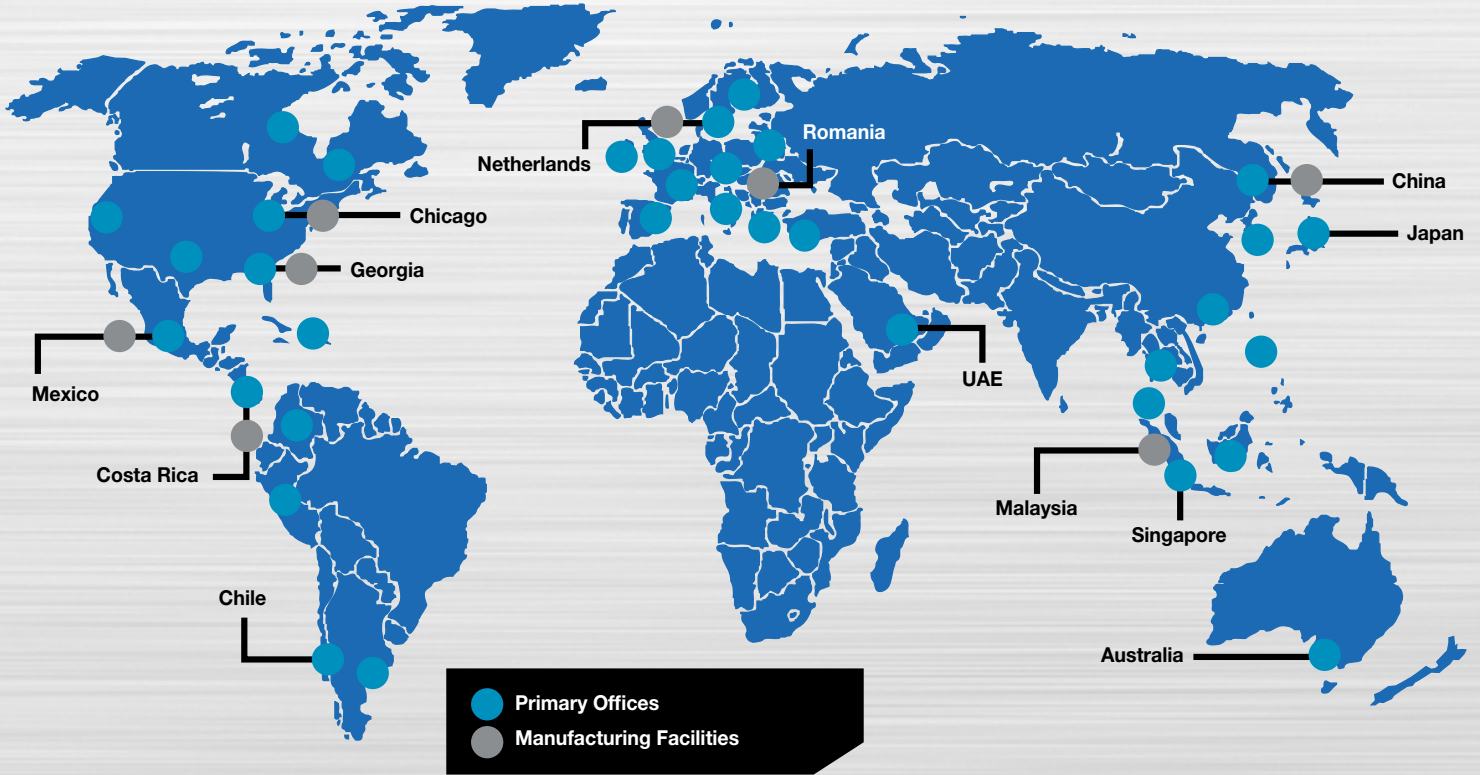 Romania
Netherlands
China
Chicago
Japan
Georgia
UAE
Mexico
Costa Rica
Malaysia
Singapore
Chile
Australia
Primary Offices
Manufacturing Facilities